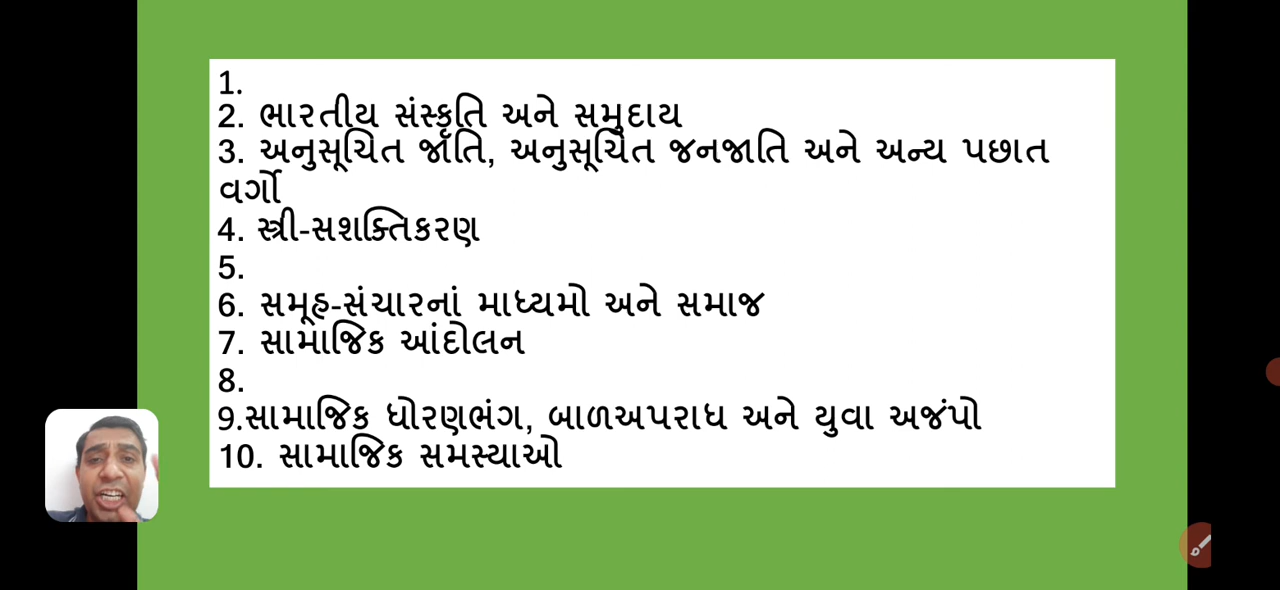 1.
2. ભારતીય સંસ્કૃતિ અને સમુદાય
3. અનુસૂચિત જાતિ, અનુસૂચિત જનજાતિ અને અન્ય પછાત
વર્ગો
4. સ્ત્રી-સશક્તિકરણ
5.
6. સમૂહ-સંચારનાં માધ્યમો અને સમાજ
7. સામાજિક આંદોલન
8.
9.સામાજિક ધોરણભંગ, બાળઅપરાધ અને યુવા અજંપો
10. સામાજિક સમસ્યાઓ